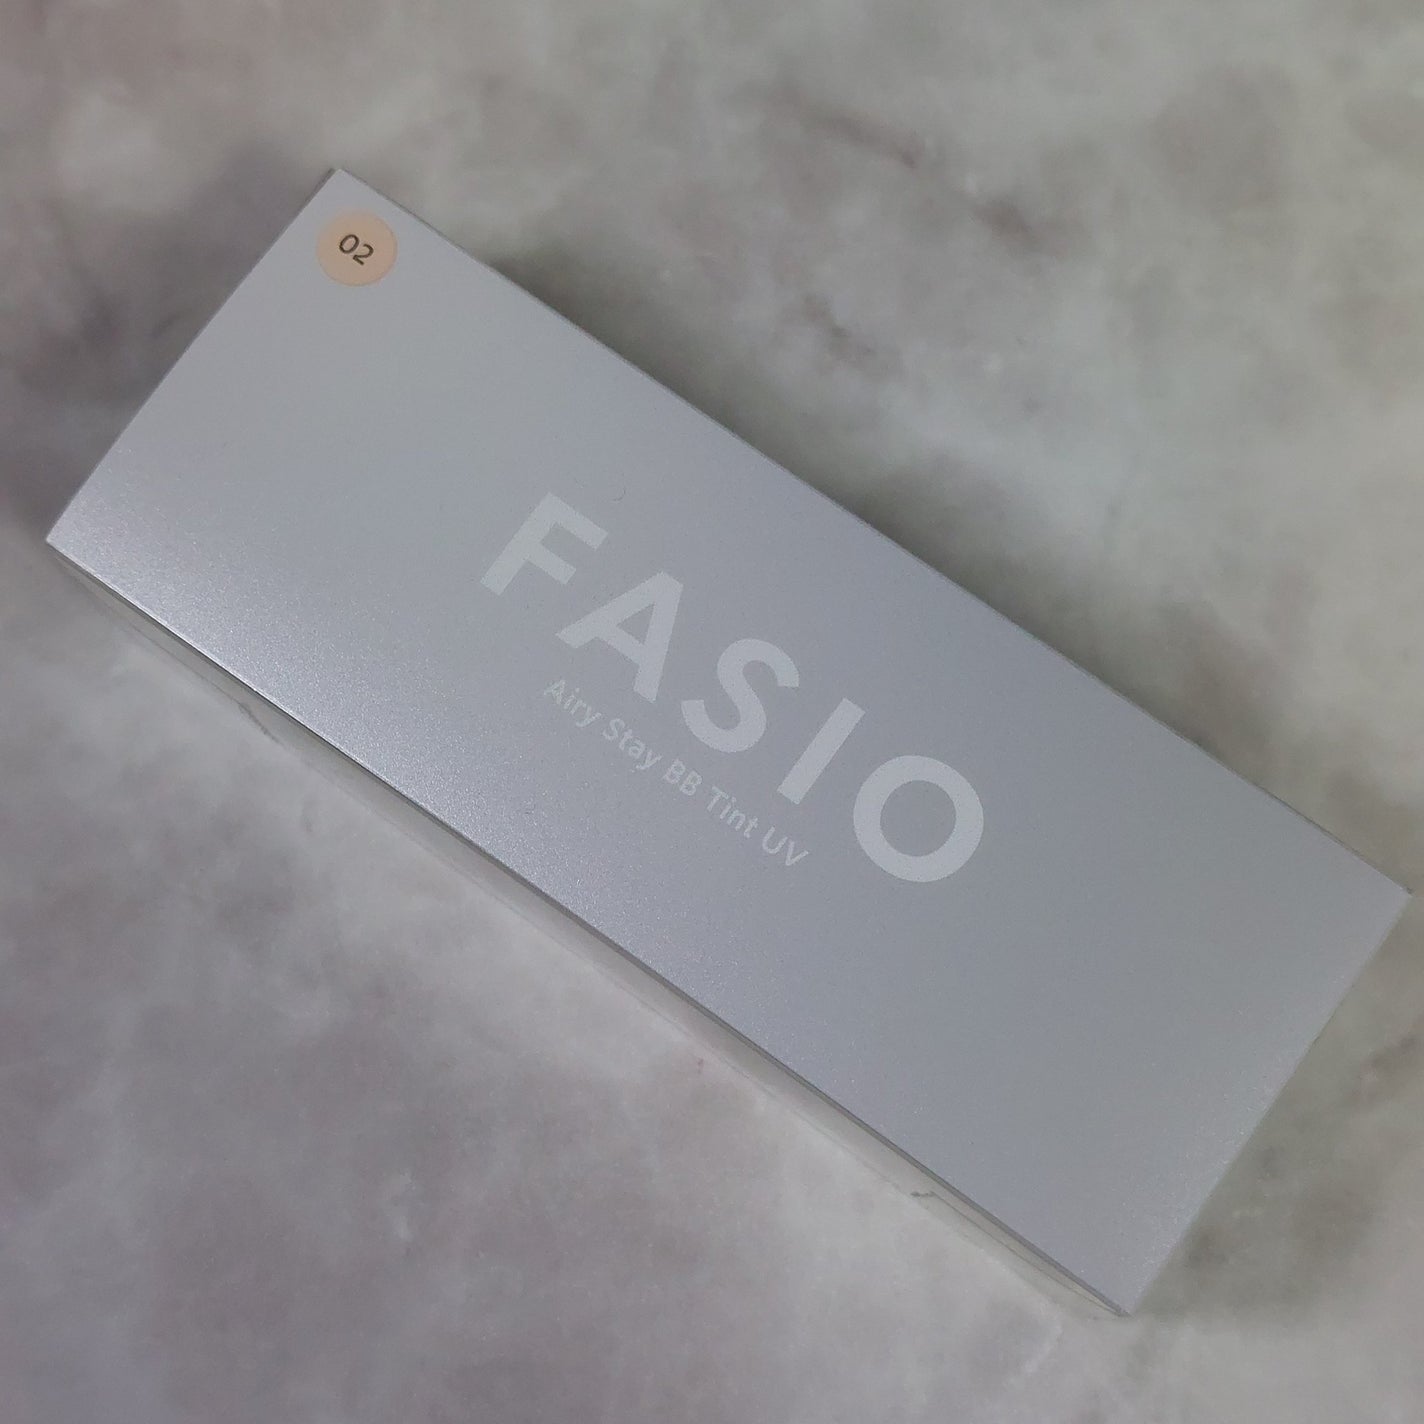 02
FASIO
Airy Stay BB Tint UV